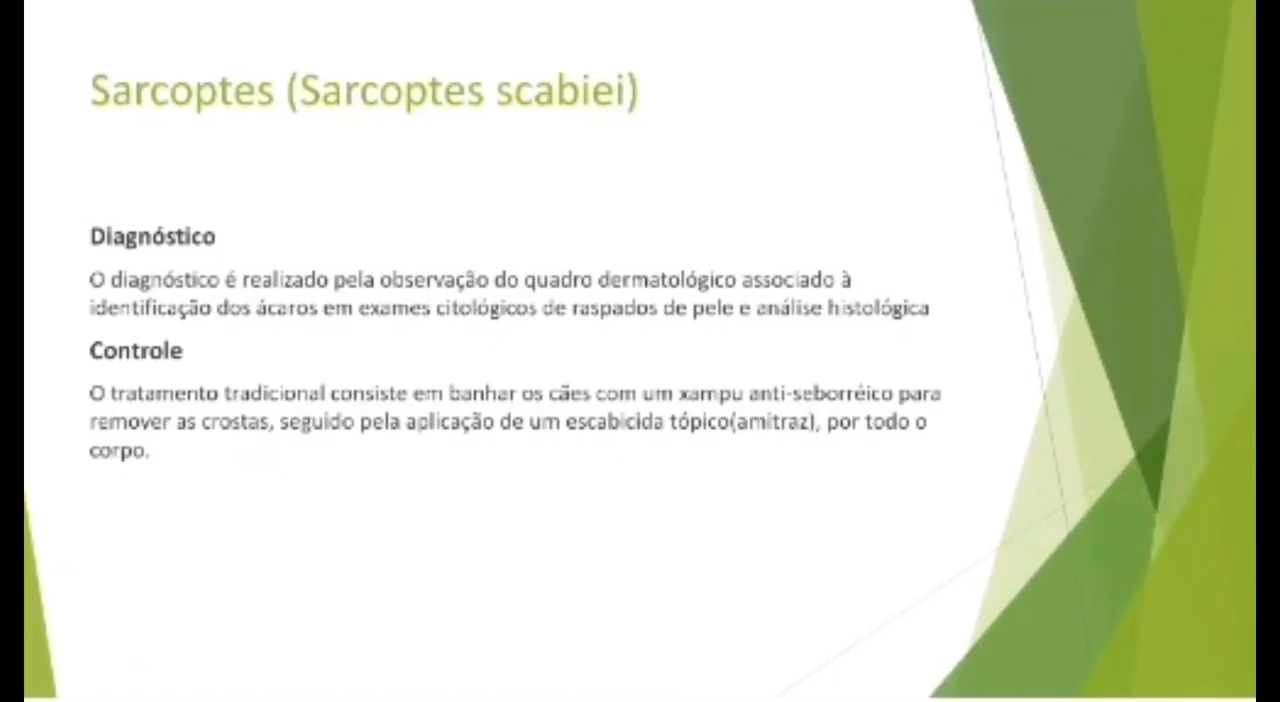 Sarcoptes (Sarcoptes scabiei)
Diagnóstico
O diagnóstico é realizado pela observação do quadro dermatológico associado à
identificação dos ácaros em exames citológicos de raspados de pele e análise histológica
Controle
O tratamento tradicional consiste em banhar os cães com um xampu anti-seborréico para
remover as crostas, seguido pela aplicação de um escabicida tópico(amitraz), por todo o
corpo.